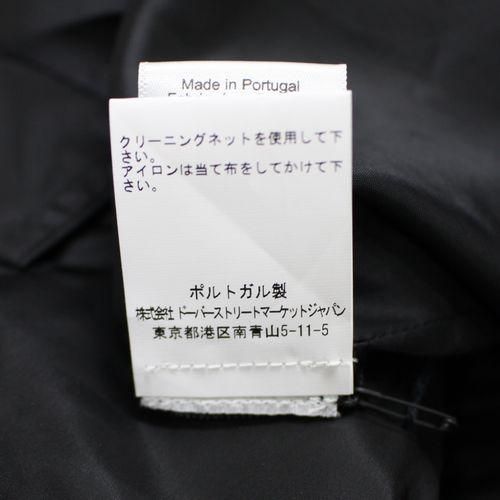 Made in Portugal
クリーニングネットを使用して下
さい。
アイロンは当て布をしてかけて下
さい。
ポルトガル製
株式会社 ドーバーストリートマーケットジャパン
東京都港区南青山5-11-5